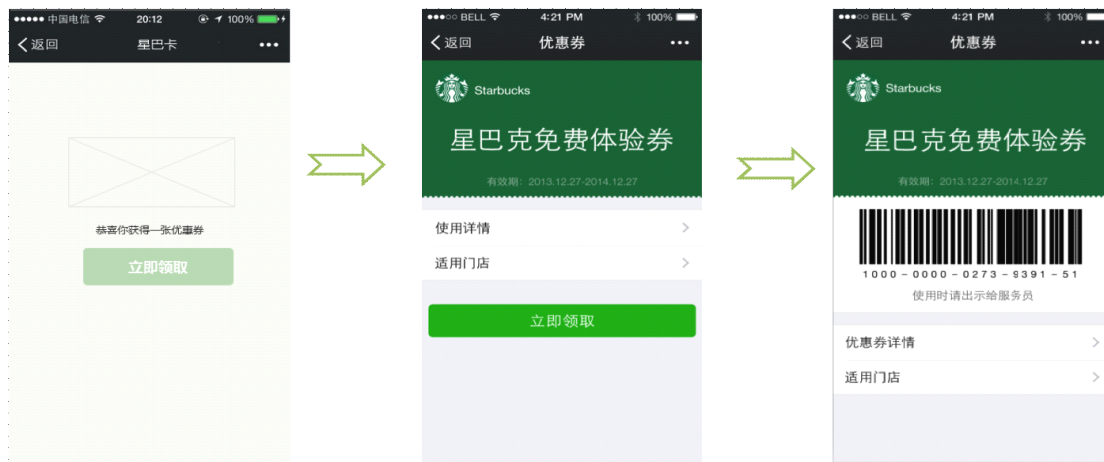 中国电信 20:12 100%
返回 星巴卡
恭喜你获得一张优惠券
立即领取
BELL 4:21 PM 100%
返回 优惠券
Starbucks
星巴克免费体验券
有效期：2013.12.27-2014.12.27
使用详情
适用门店
立即领取
BELL 4:21 PM 100%
返回 优惠券
Starbucks
星巴克免费体验券
有效期：2013.12.27-2014.12.27
1000-0000-0273-9391-51
使用时请出示给服务员
优惠券详情
适用门店